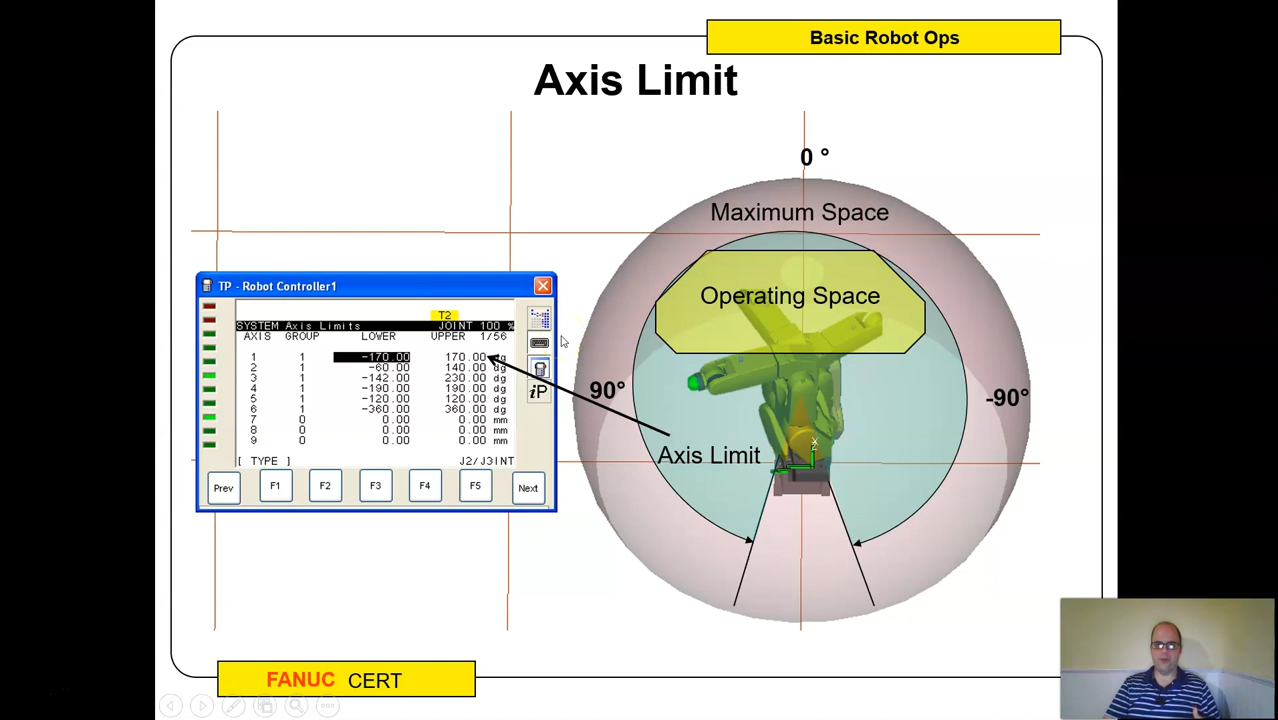 Basic Robot Ops
Axis Limit
0 °
Maximum Space
Operating Space
90°
-90°
Axis Limit
TP - Robot Controller1
T2
SYSTEM Axis Limits JOINT 100 %
AXIS GROUP LOWER UPPER 1/56
1 1 -170.00 170.00 dg
2 1 -60.00 140.00 dg
3 1 -142.00 230.00 dg
4 1 -190.00 190.00 dg
5 1 -120.00 120.00 dg
6 1 -360.00 360.00 dg
7 0 0.00 0.00 mm
8 0 0.00 0.00 mm
9 0 0.00 0.00 mm
[ TYPE ] J2/J3INT
Prev F1 F2 F3 F4 F5 Next
iP
X
Z
FANUC CERT